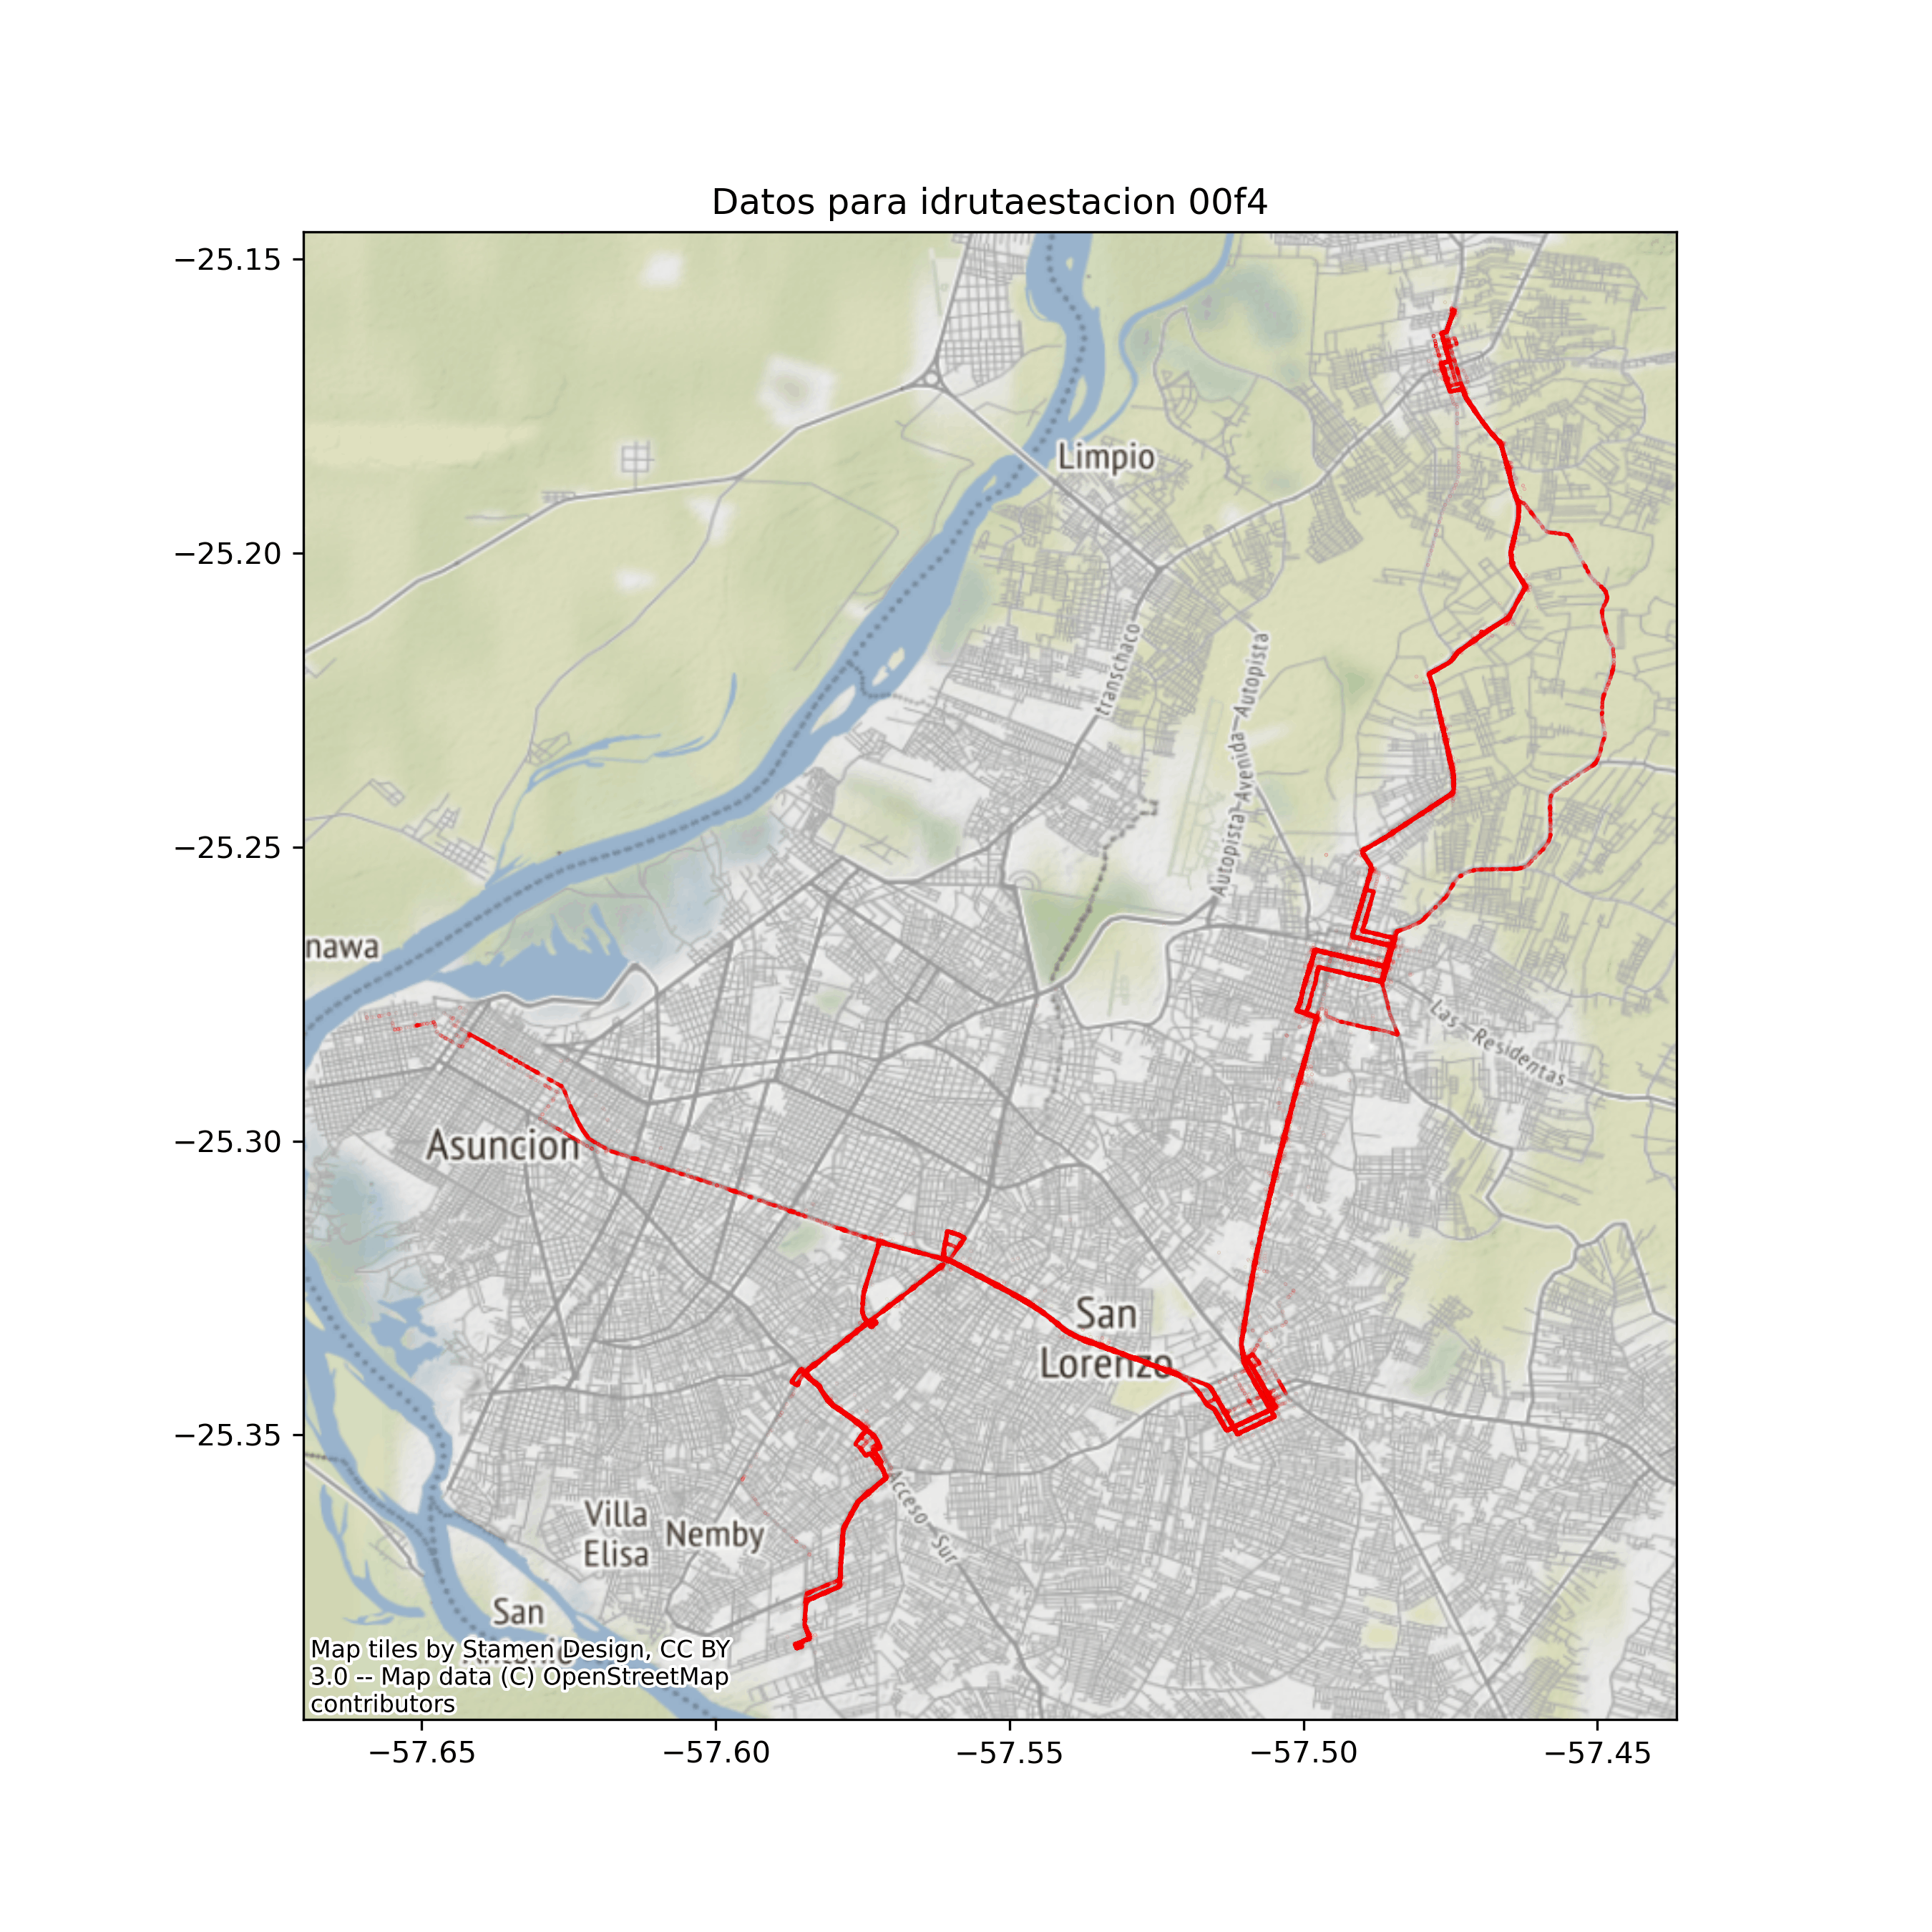 Datos para idrutaestacion 00f4
−25.15
Limpio
−25.20
transchaco
Autopista-Avenida-Autopista
−25.25
nawa
Las-Residentas
−25.30
Asuncion
San
Lorenzo
−25.35
Acceso-Sur
Villa
Elisa
Nemby
San
Map tiles by Stamen Design, CC BY
3.0 -- Map data (C) OpenStreetMap
contributors
−57.65
−57.60
−57.55
−57.50
−57.45